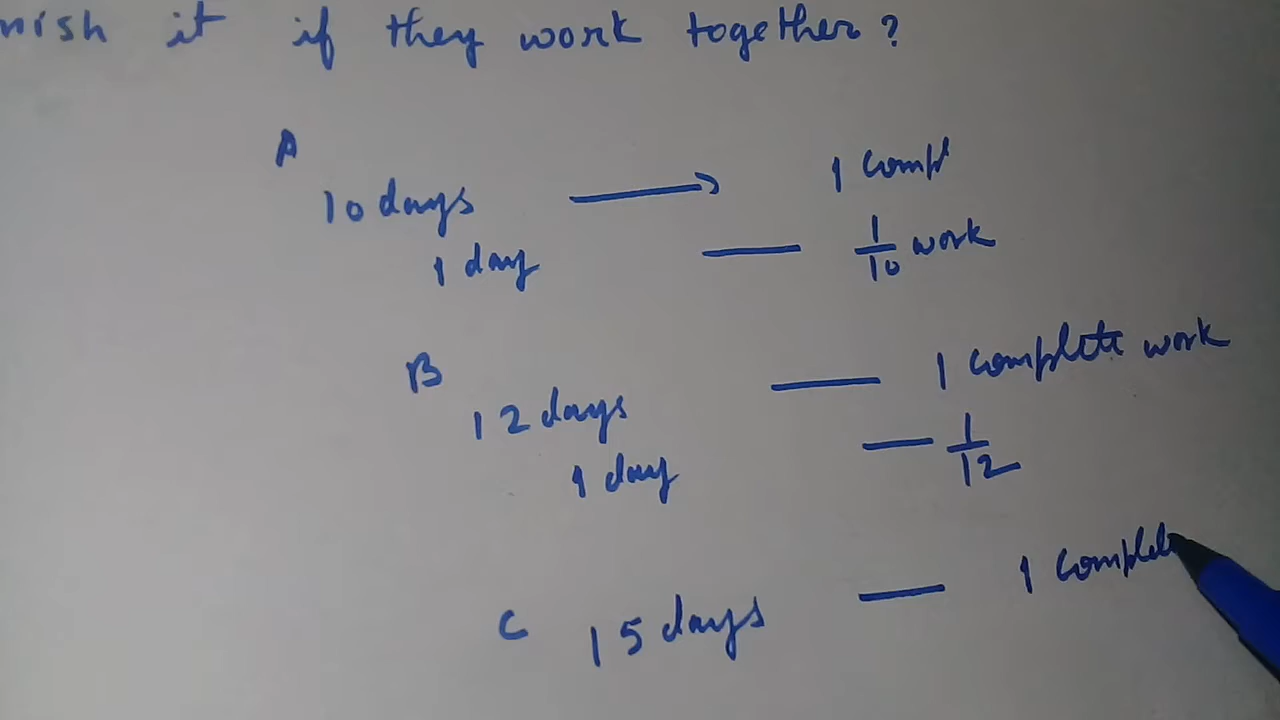 nish it if they work together?
A
10 days → 1 compl
1 day — 1/10 work
B
12 days — 1 complete work
1 day — 1/12
C 15 days — 1 complet